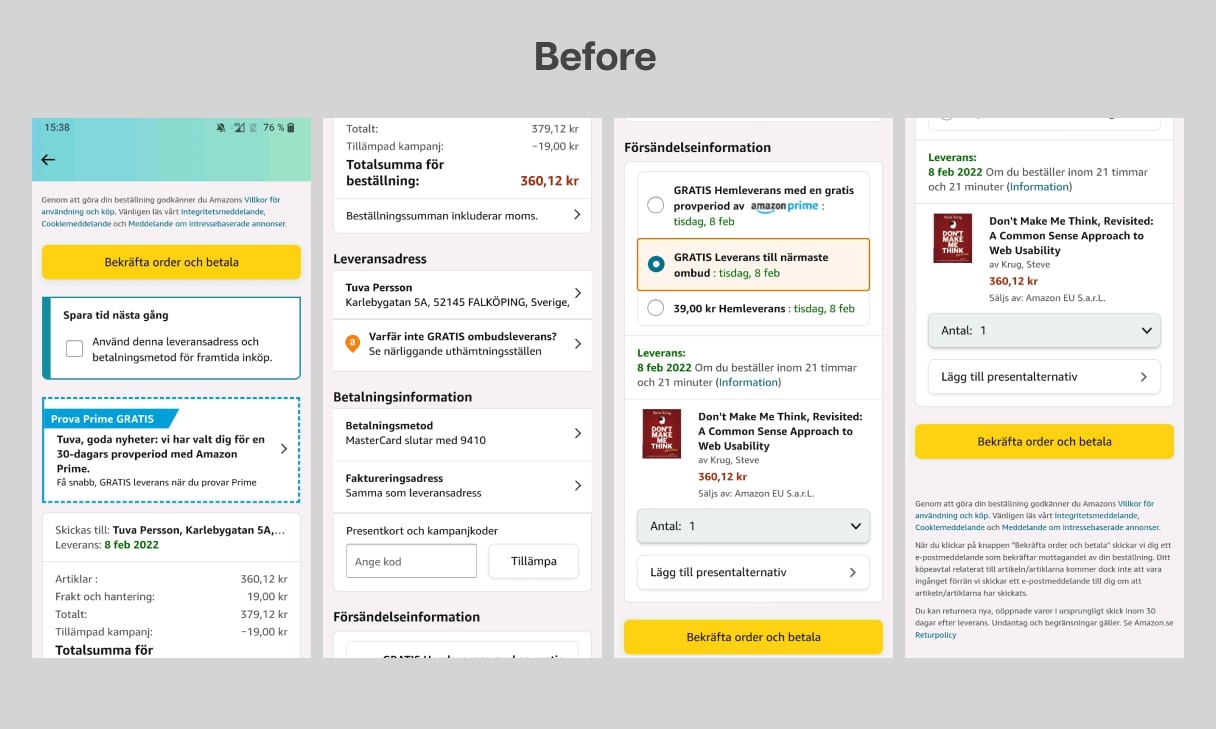 Before
15:38
76 %
Genom att göra din beställning godkänner du Amazons Villkor för
användning och köp. Vänligen läs vårt Integritetsmeddelande,
Cookiemeddelande och Meddelande om intressebaserade annonser.
Bekräfta order och betala
Spara tid nästa gång
Använd denna leveransadress och
betalningsmetod för framtida inköp.
Prova Prime GRATIS
Tuva, goda nyheter: vi har valt dig för en
30-dagars provperiod med Amazon
Prime.
Få snabb, GRATIS leverans när du provar Prime
Skickas till: Tuva Persson, Karlebygatan 5A,...
Leverans: 8 feb 2022
Artiklar : 360,12 kr
Frakt och hantering: 19,00 kr
Totalt: 379,12 kr
Tillämpad kampanj: -19,00 kr
Totalsumma för
Totalt: 379,12 kr
Tillämpad kampanj: -19,00 kr
Totalsumma för
beställning: 360,12 kr
Beställningssumman inkluderar moms.
Leveransadress
Tuva Persson
Karlebygatan 5A, 52145 FALKÖPING, Sverige,
Varfär inte GRATIS ombudsleverans?
Se närliggande uthämtningsställen
Betalningsinformation
Betalningsmetod
MasterCard slutar med 9410
Faktureringsadress
Samma som leveransadress
Presentkort och kampanjkoder
Ange kod
Tillämpa
Försändelseinformation
Försändelseinformation
GRATIS Hemleverans med en gratis
provperiod av amazon prime :
tisdag, 8 feb
GRATIS Leverans till närmaste
ombud : tisdag, 8 feb
39,00 kr Hemleverans : tisdag, 8 feb
Leverans:
8 feb 2022 Om du beställer inom 21 timmar
och 21 minuter (Information)
Steve Krug
DON'T
MAKE
ME
THINK
Don't Make Me Think, Revisited:
A Common Sense Approach to
Web Usability
av Krug, Steve
360,12 kr
Säljs av: Amazon EU S.a.r.L.
Antal: 1
Lägg till presentalternativ
Bekräfta order och betala
Leverans:
8 feb 2022 Om du beställer inom 21 timmar
och 21 minuter (Information)
Steve Krug
DON'T
MAKE
ME
THINK
Don't Make Me Think, Revisited:
A Common Sense Approach to
Web Usability
av Krug, Steve
360,12 kr
Säljs av: Amazon EU S.a.r.L.
Antal: 1
Lägg till presentalternativ
Bekräfta order och betala
Genom att göra din beställning godkänner du Amazons Villkor för
användning och köp. Vänligen läs vårt Integritetsmeddelande,
Cookiemeddelande och Meddelande om intressebaserade annonser.
När du klickar på knappen "Bekräfta order och betala" skickar vi dig ett
e-postmeddelande som bekräftar mottagandet av din beställning. Ditt
köpeavtal relaterat till artikeln/artiklarna kommer dock inte att vara
ingånget förrän vi skickar ett e-postmeddelande till dig om att
artikeln/artiklarna har skickats.
Du kan returnera nya, oöppnade varor i ursprungligt skick inom 30
dagar efter leverans. Undantag och begränsningar gäller. Se Amazon.se
Returpolicy